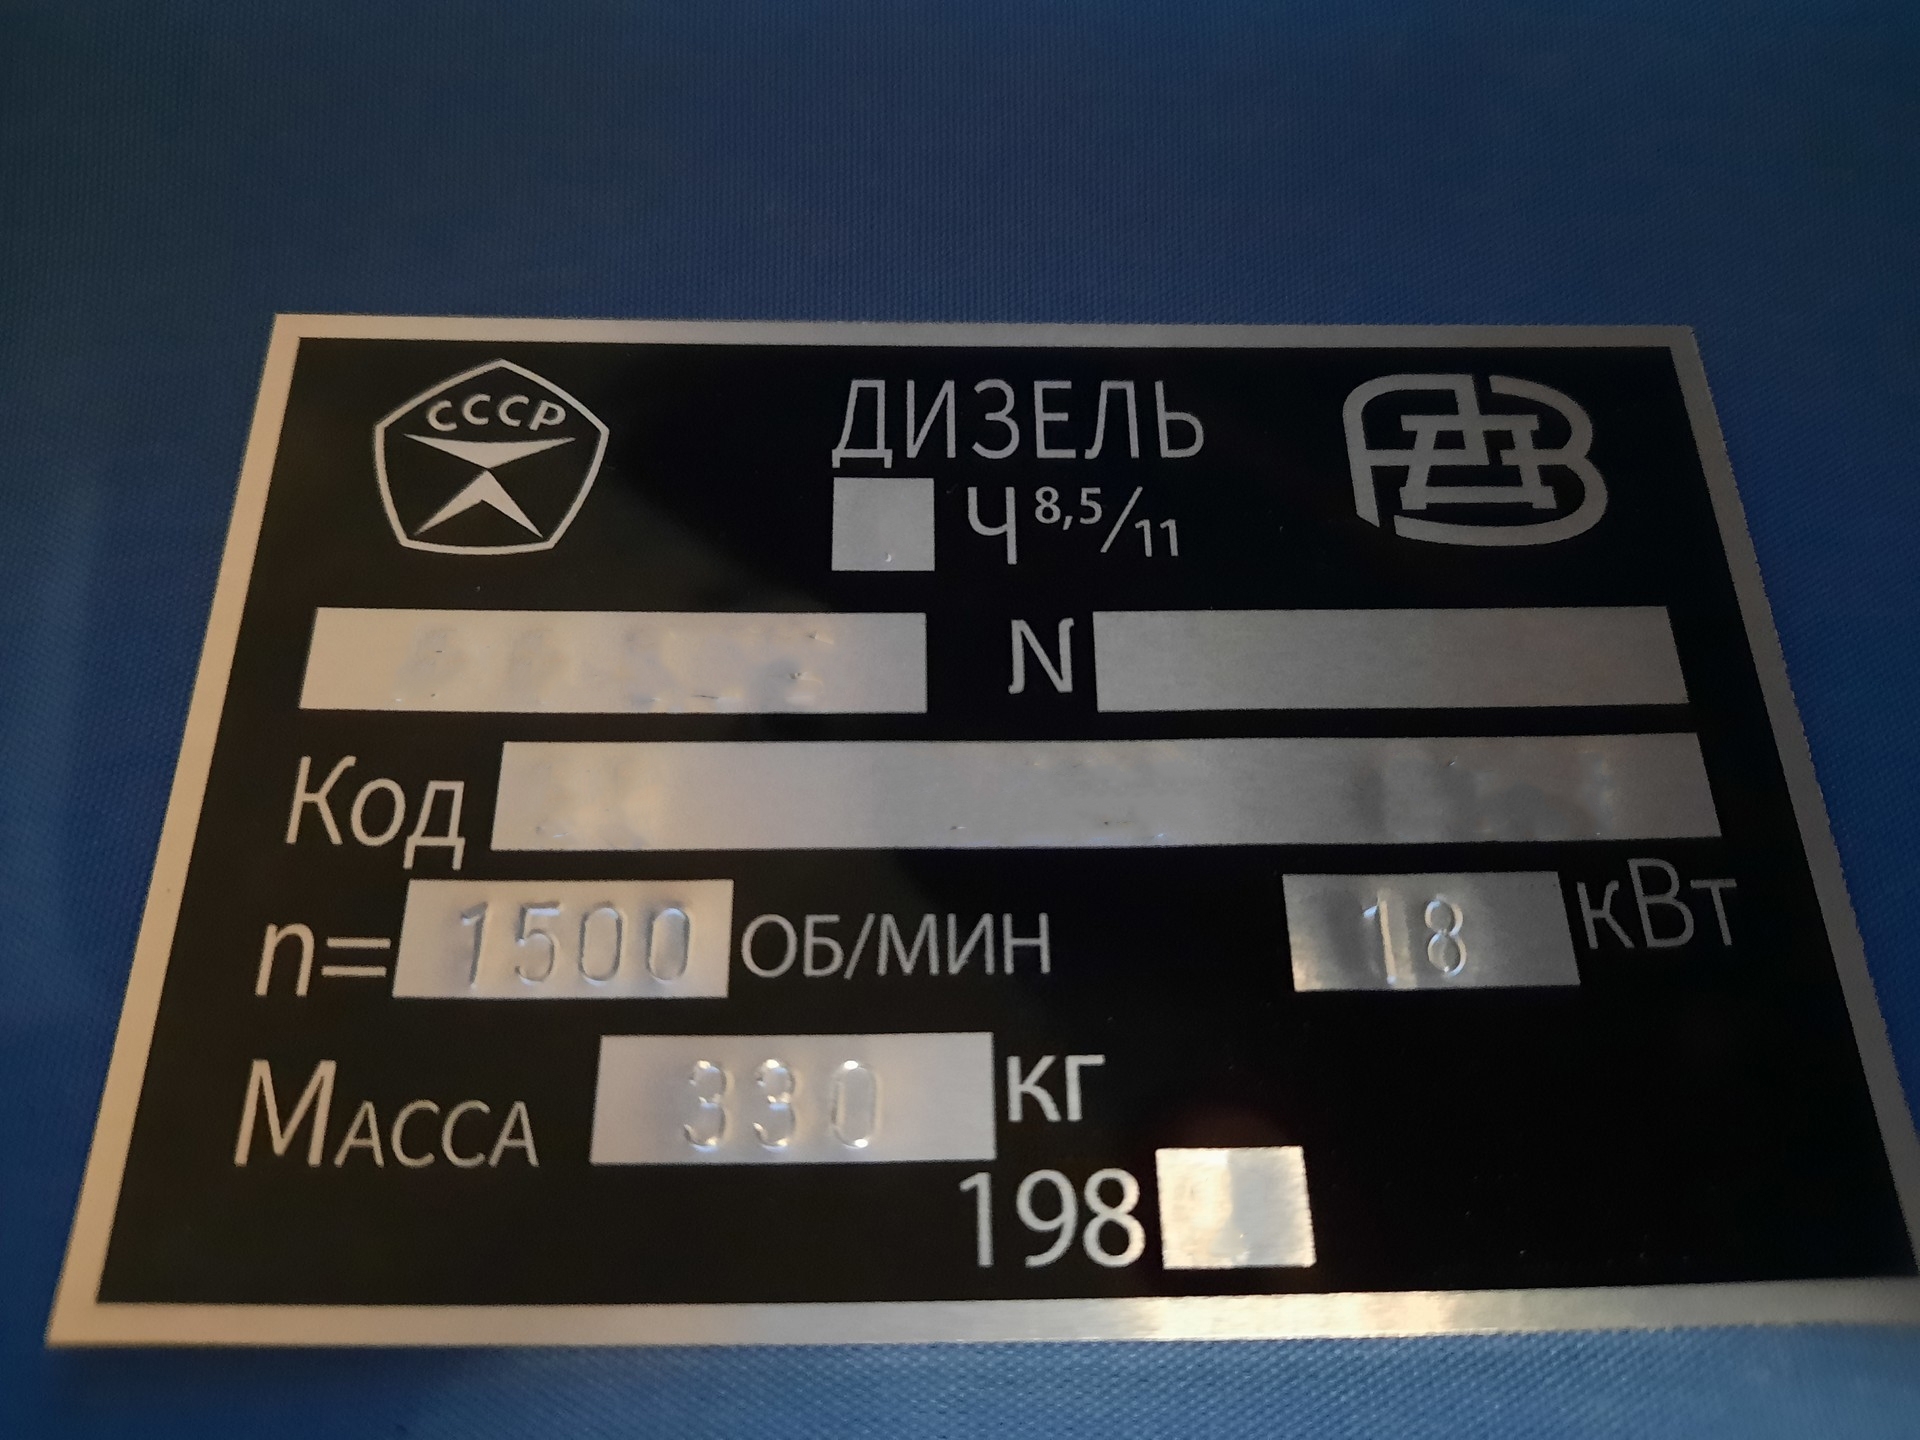 СССР
ДИЗЕЛЬ
Ч 8,5/11
N
Код
n= 1500 ОБ/МИН 18 кВт
МАССА 330 кг
198